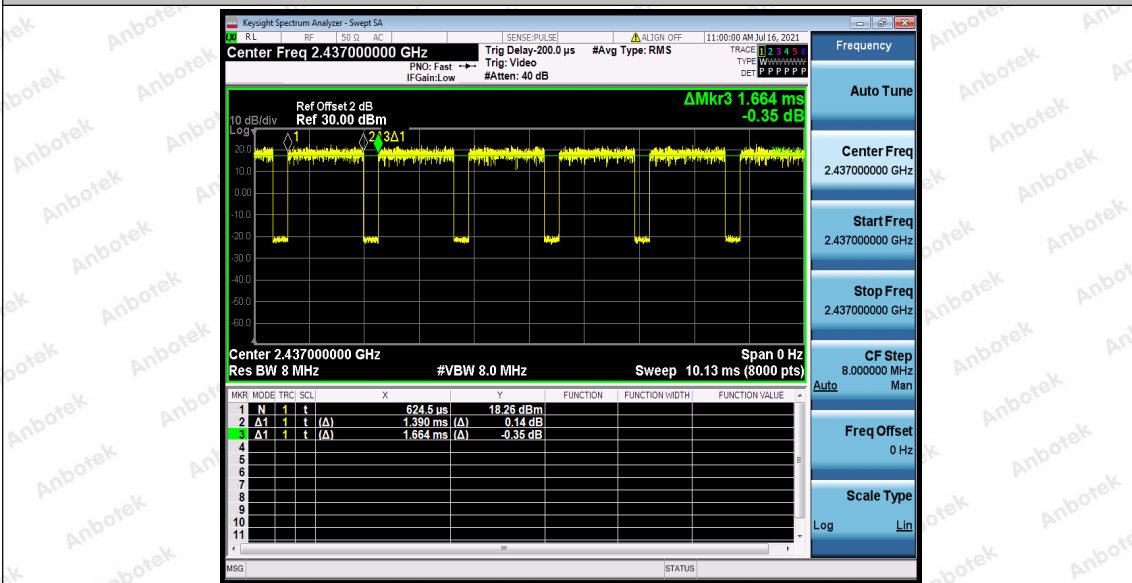 Keysight Spectrum Analyzer - Swept SA
LXI RL RF 50 Ω AC SENSE:PULSE ALIGN OFF 11:00:00 AM Jul 16, 2021
Center Freq 2.437000000 GHz
PNO: Fast
IFGain:Low
Trig Delay-200.0 µs
Trig: Video
#Atten: 40 dB
#Avg Type: RMS
TRACE 1 2 3 4 5 6
TYPE WWWWWWW
DET P P P P P P
ΔMkr3 1.664 ms
-0.35 dB
Ref Offset 2 dB
Ref 30.00 dBm
10 dB/div
Log
1
2
3Δ1
20.0
10.0
0.00
-10.0
-20.0
-30.0
-40.0
-50.0
-60.0
Center 2.437000000 GHz Span 0 Hz
Res BW 8 MHz #VBW 8.0 MHz Sweep 10.13 ms (8000 pts)
MKR MODE TRC SCL X Y FUNCTION FUNCTION WIDTH FUNCTION VALUE
1 N 1 t 624.5 µs 18.26 dBm
2 Δ1 1 t (Δ) 1.390 ms (Δ) 0.14 dB
3 Δ1 1 t (Δ) 1.664 ms (Δ) -0.35 dB
4
5
6
7
8
9
10
11
MSG STATUS
Frequency
Auto Tune
Center Freq
2.437000000 GHz
Start Freq
2.437000000 GHz
Stop Freq
2.437000000 GHz
CF Step
8.000000 MHz
Auto Man
Freq Offset
0 Hz
Scale Type
Log Lin
Anbotek